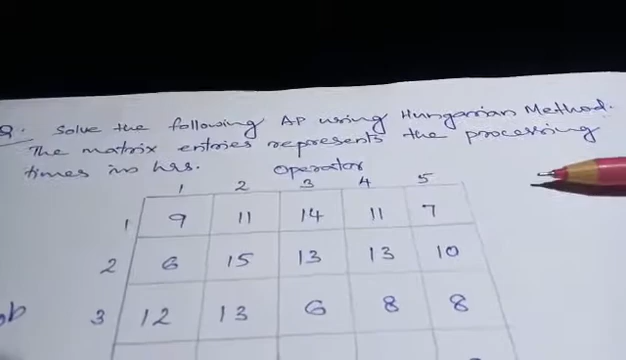 Q. Solve the following AP using Hungarian Method.
The matrix entries represents the processing
times in hrs.
Operator
1 2 3 4 5
1 9 11 14 11 7
2 6 15 13 13 10
3 12 13 6 8 8